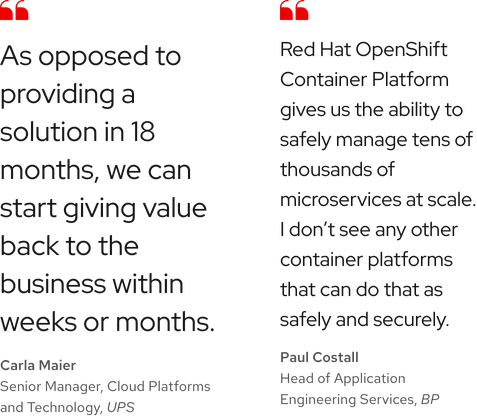 As opposed to
providing a
solution in 18
months, we can
start giving value
back to the
business within
weeks or months.
Carla Maier
Senior Manager, Cloud Platforms
and Technology, UPS
Red Hat OpenShift
Container Platform
gives us the ability to
safely manage tens of
thousands of
microservices at scale.
I don’t see any other
container platforms
that can do that as
safely and securely.
Paul Costall
Head of Application
Engineering Services, BP